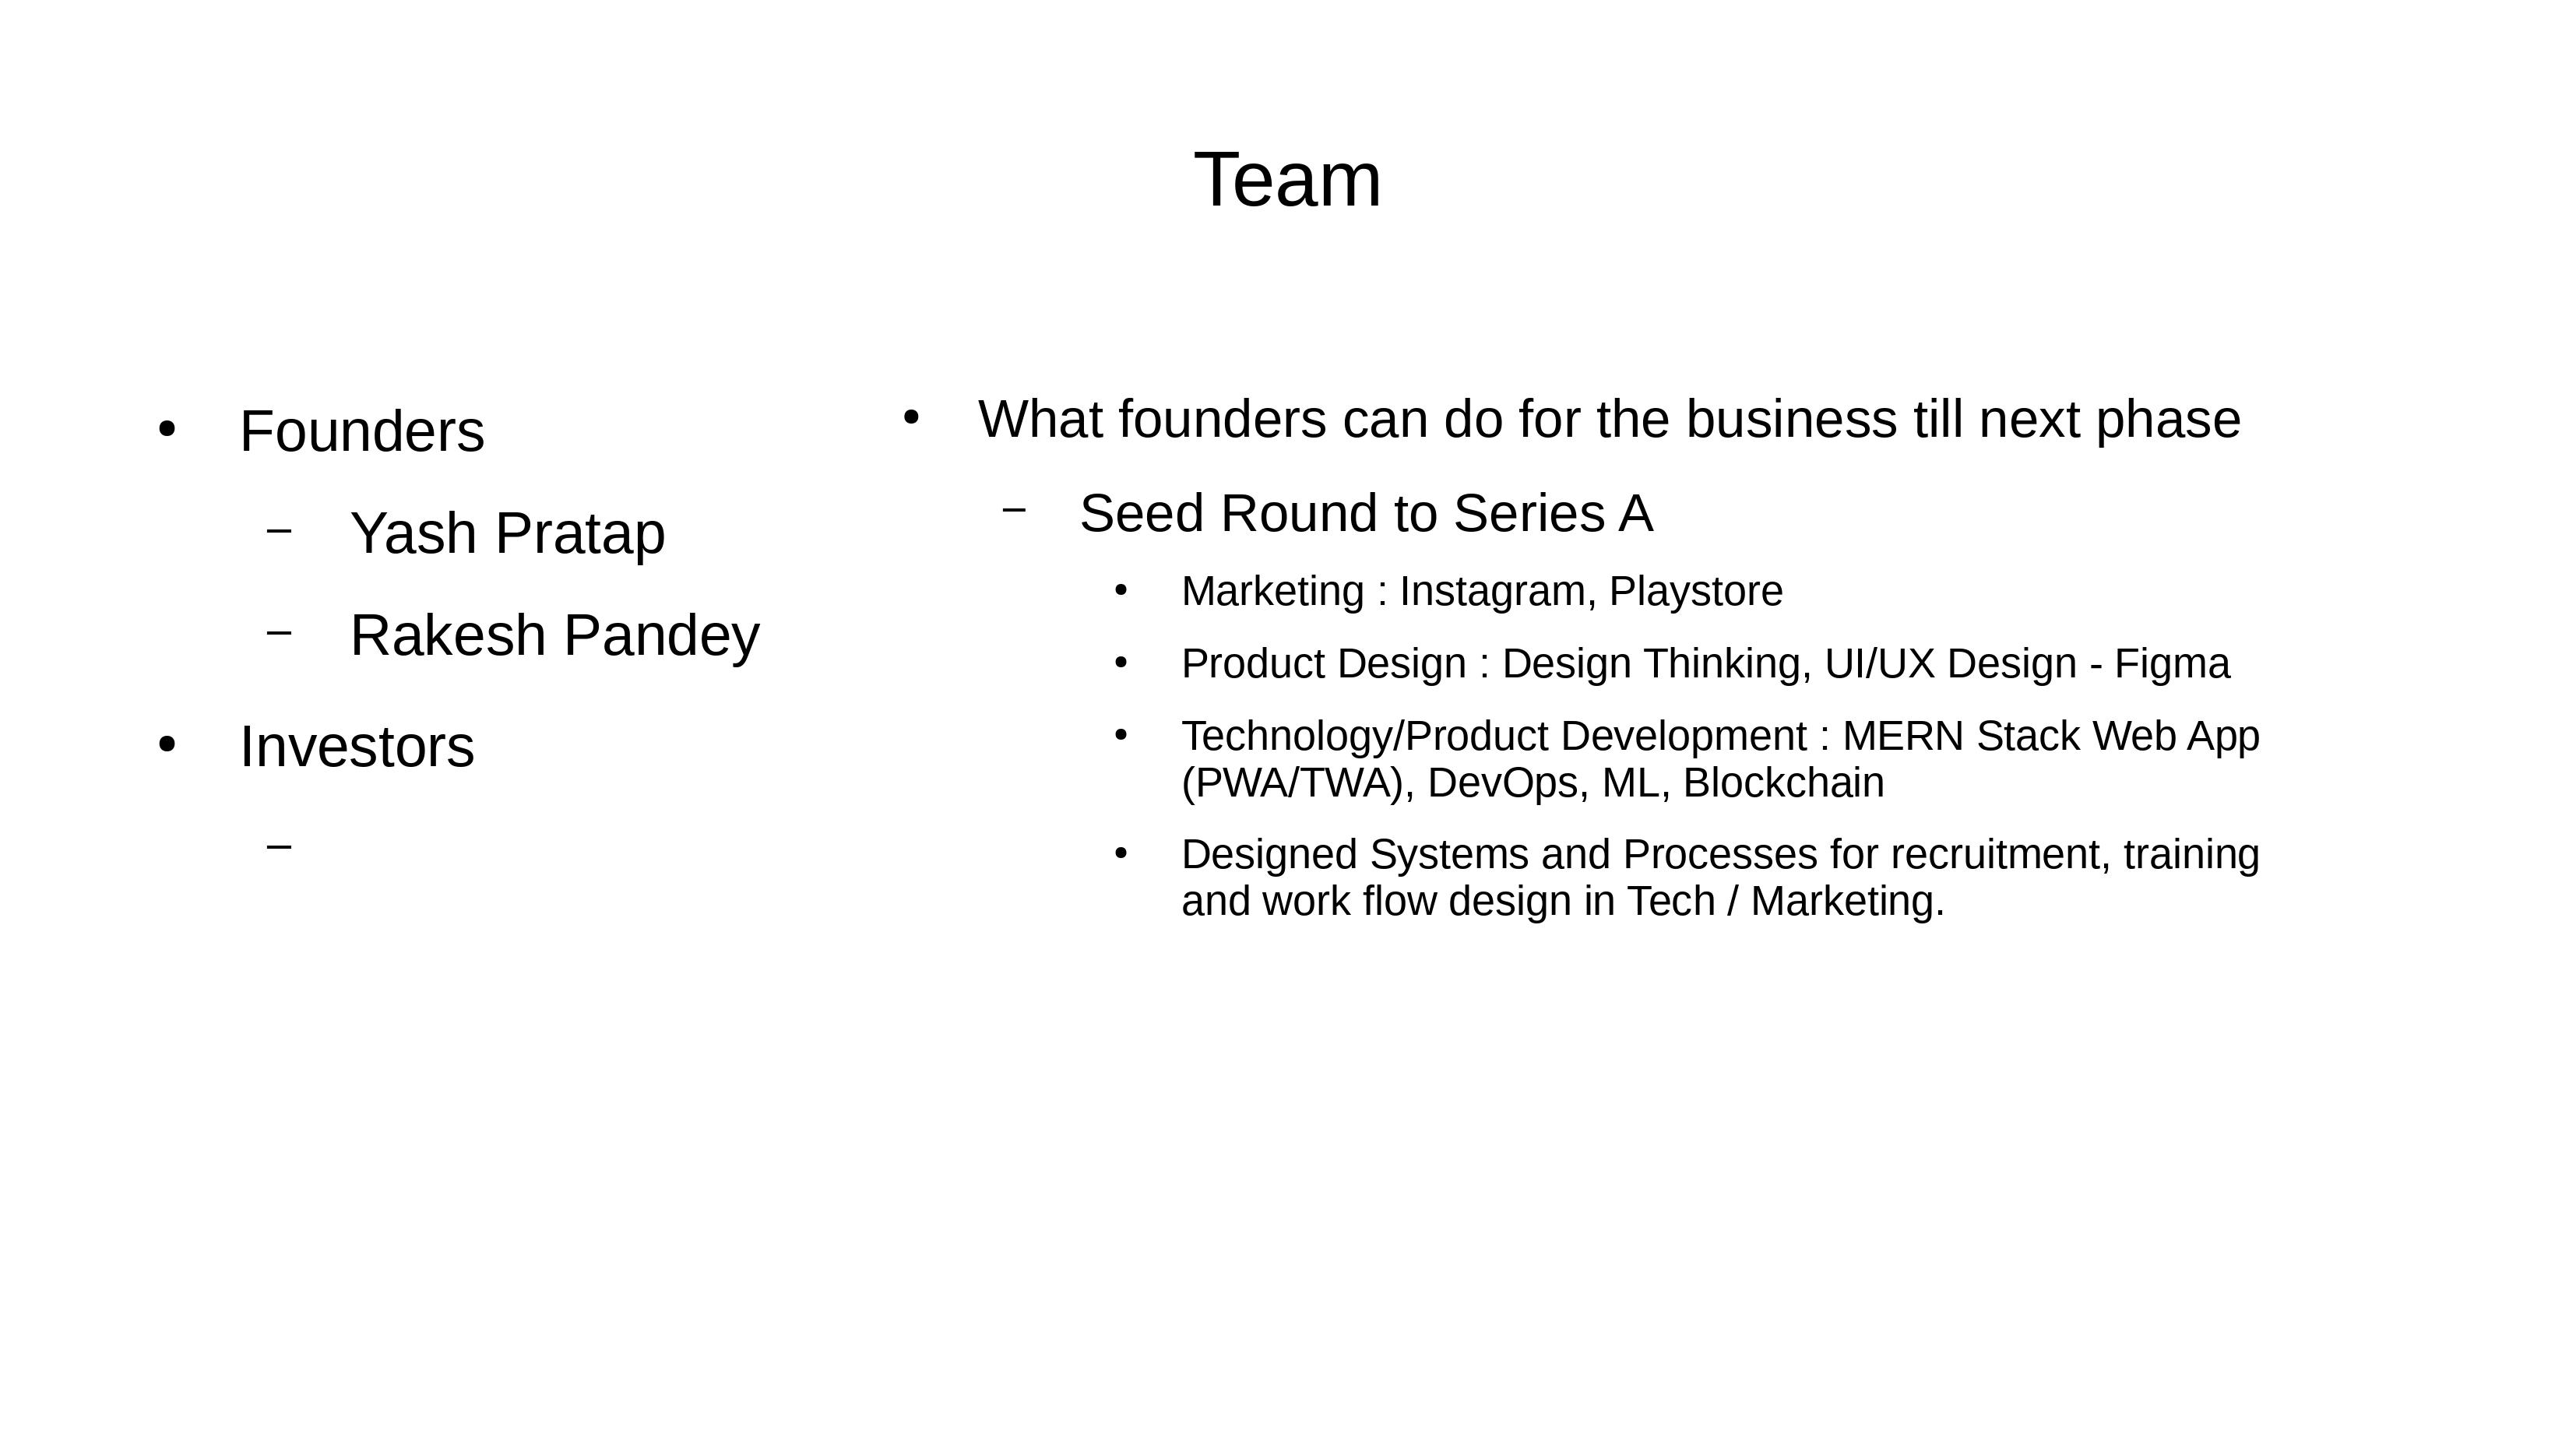 Team
• Founders
– Yash Pratap
– Rakesh Pandey
• Investors
–
• What founders can do for the business till next phase
– Seed Round to Series A
• Marketing : Instagram, Playstore
• Product Design : Design Thinking, UI/UX Design - Figma
• Technology/Product Development : MERN Stack Web App
(PWA/TWA), DevOps, ML, Blockchain
• Designed Systems and Processes for recruitment, training
and work flow design in Tech / Marketing.